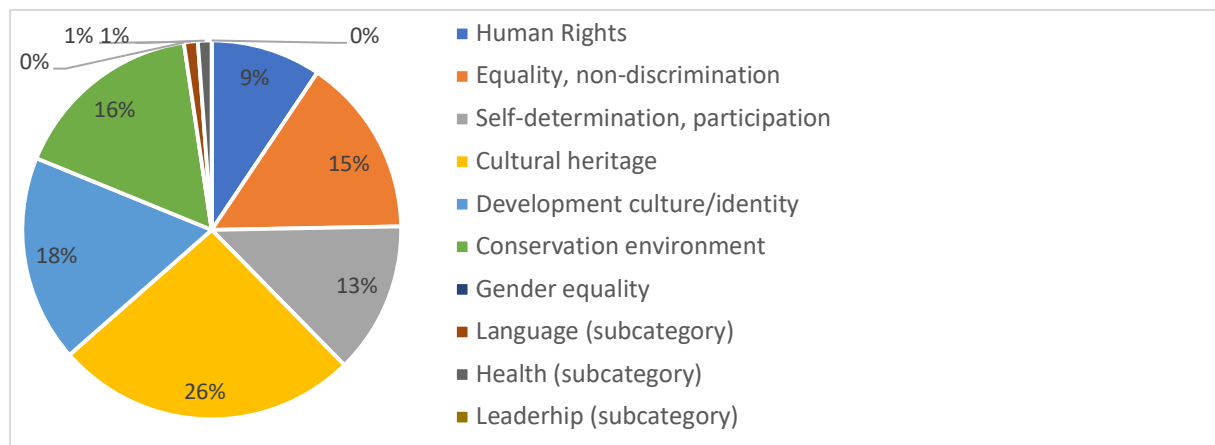 1% 1%
0%
0%
9%
16%
15%
18%
13%
26%
Human Rights
Equality, non-discrimination
Self-determination, participation
Cultural heritage
Development culture/identity
Conservation environment
Gender equality
Language (subcategory)
Health (subcategory)
Leaderhip (subcategory)